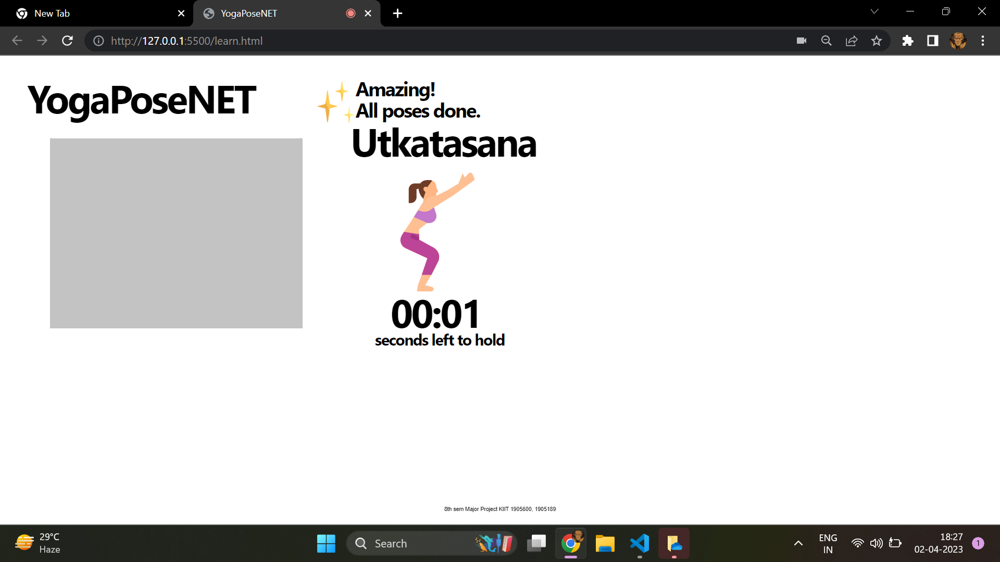 New Tab
YogaPoseNET
http://127.0.0.1:5500/learn.html
YogaPoseNET
Amazing!
All poses done.
Utkatasana
00:01
seconds left to hold
8th sem Major Project KIIT 1905600, 1905189
29°C
Haze
Search
ENG
IN
18:27
02-04-2023
1